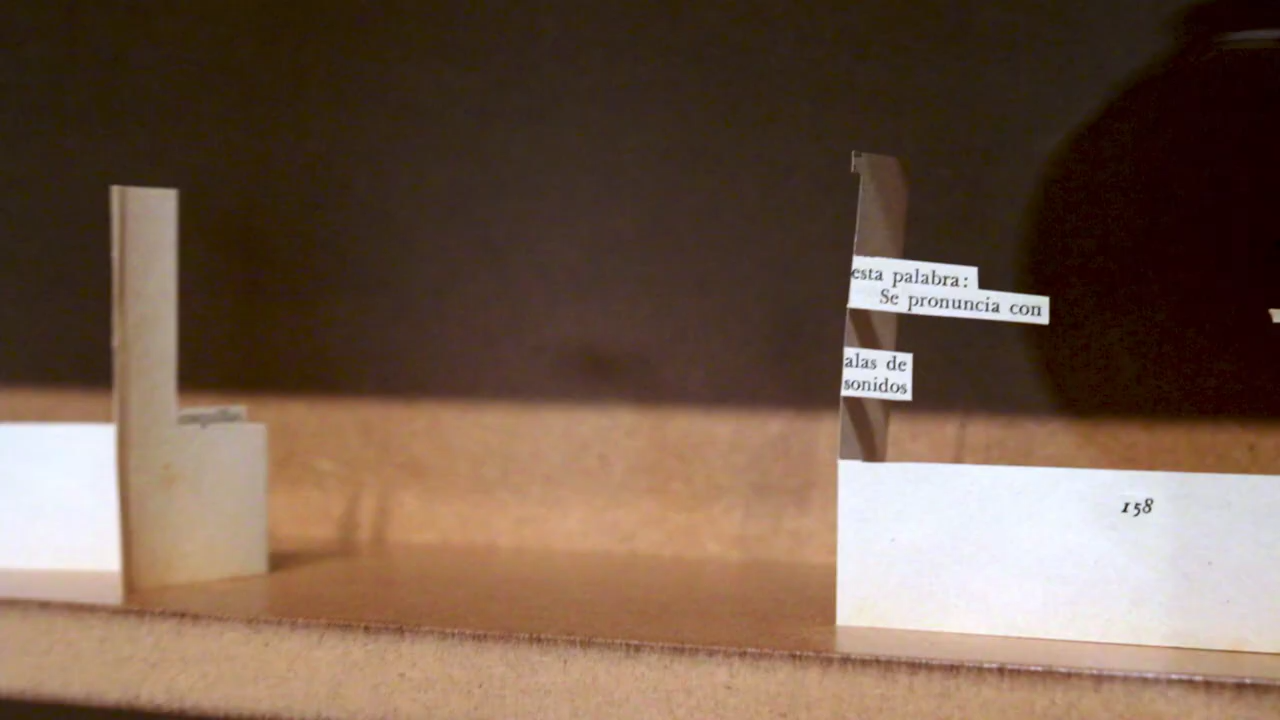 esta palabra:
Se pronuncia con
alas de
sonidos
158